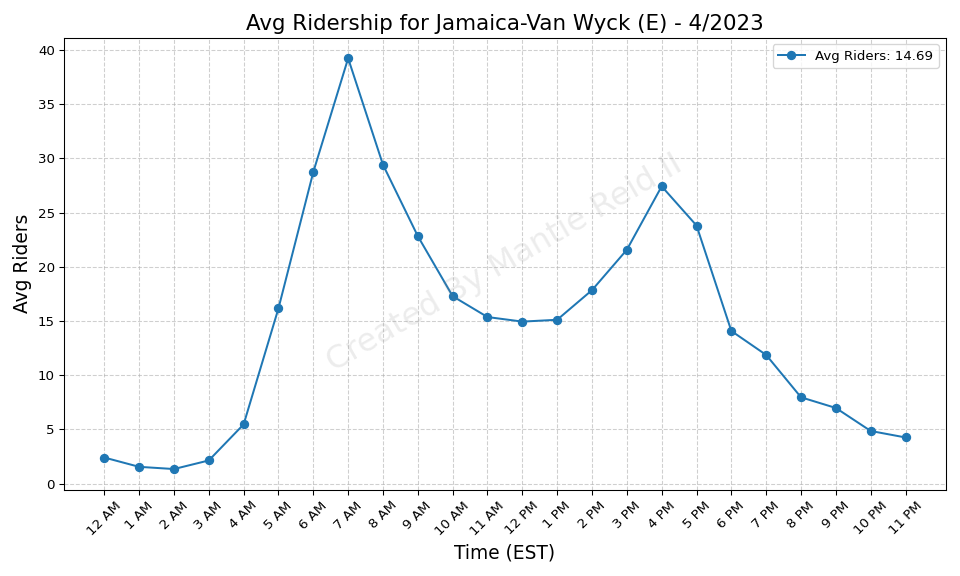 Avg Ridership for Jamaica-Van Wyck (E) - 4/2023
Avg Riders: 14.69
Avg Riders
40
35
30
25
20
15
10
5
0
Created By Mantie Reid II
12 AM
1 AM
2 AM
3 AM
4 AM
5 AM
6 AM
7 AM
8 AM
9 AM
10 AM
11 AM
12 PM
1 PM
2 PM
3 PM
4 PM
5 PM
6 PM
7 PM
8 PM
9 PM
10 PM
11 PM
Time (EST)